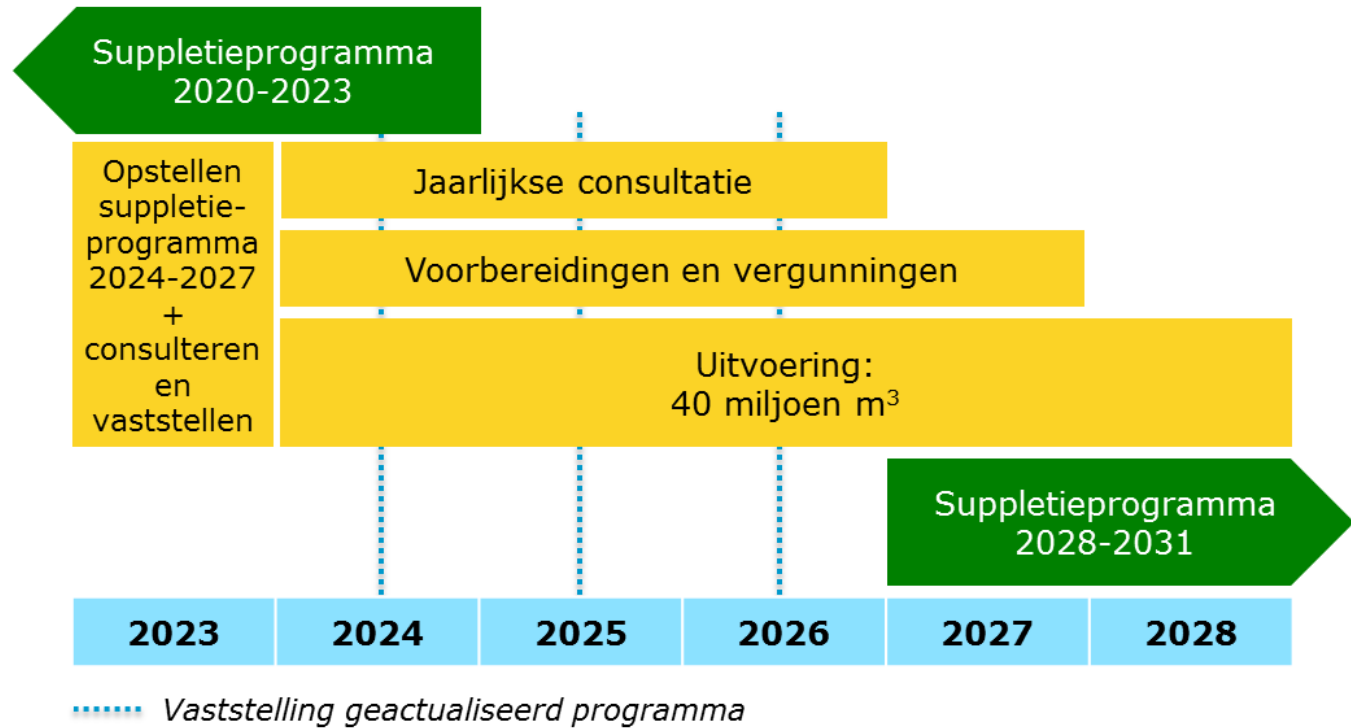 Suppletieprogramma
2020-2023
Opstellen
suppletie-
programma
2024-2027
+
consulteren
en
vaststellen
Jaarlijkse consultatie
Voorbereidingen en vergunningen
Uitvoering:
40 miljoen m³
Suppletieprogramma
2028-2031
2023 2024 2025 2026 2027 2028
Vaststelling geactualiseerd programma